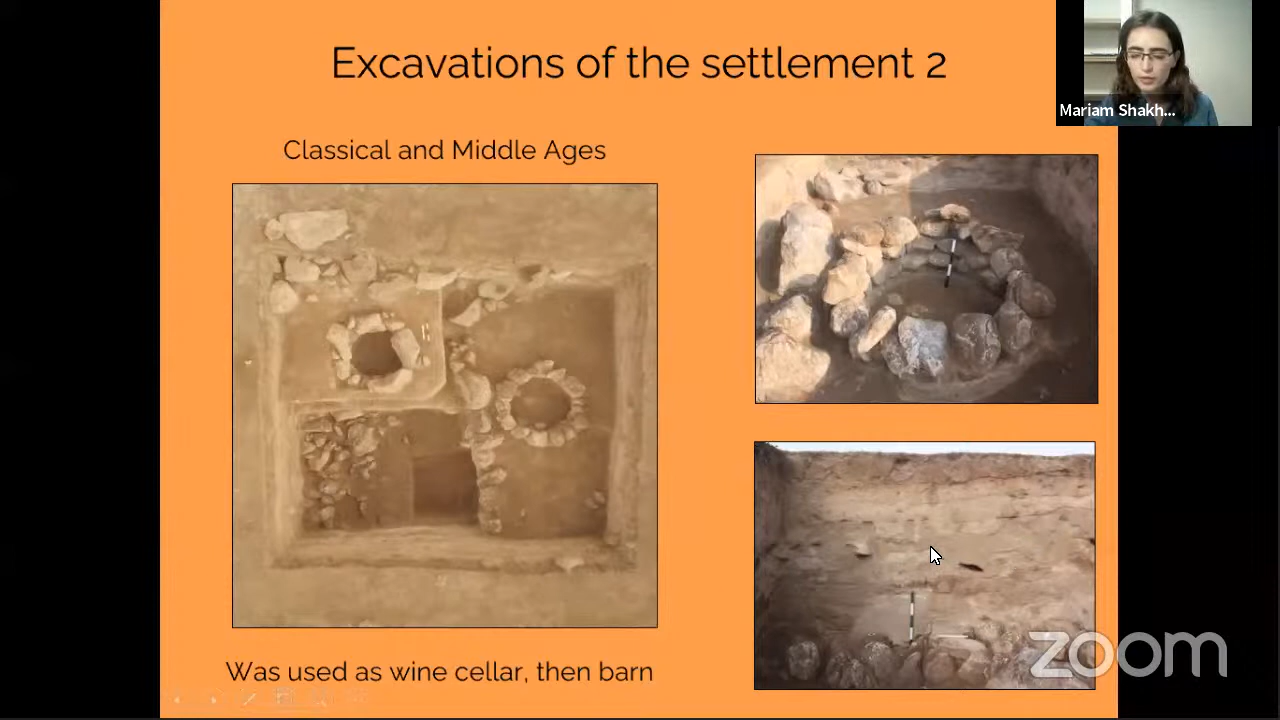 Excavations of the settlement 2
Mariam Shakh...
Classical and Middle Ages
Was used as wine cellar, then barn
zoom